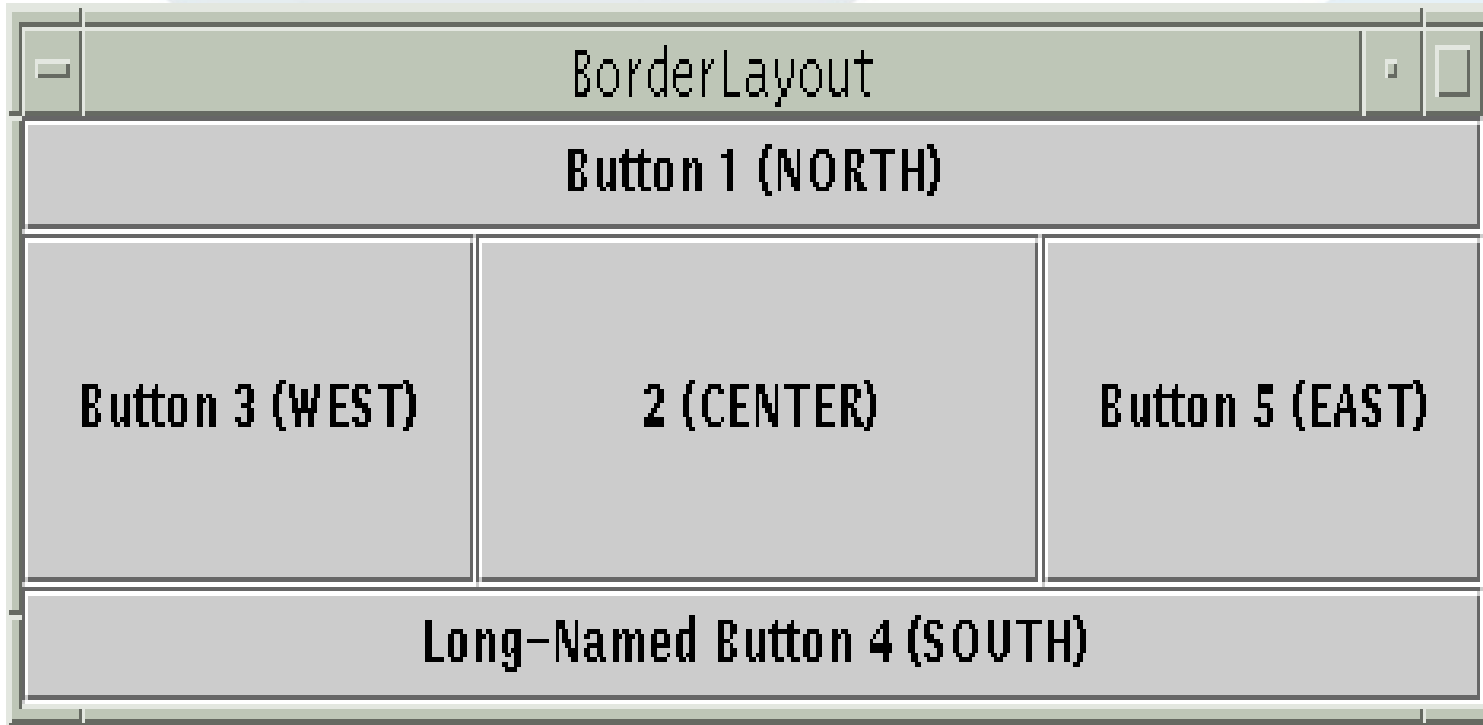 BorderLayout
Button 1 (NORTH)
Button 3 (WEST)
2 (CENTER)
Button 5 (EAST)
Long-Named Button 4 (SOUTH)